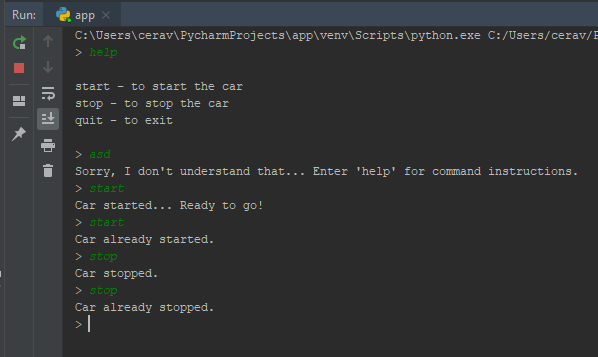 Run: app
C:\Users\cerav\PycharmProjects\app\venv\Scripts\python.exe C:/Users/cerav/
> help
start - to start the car
stop - to stop the car
quit - to exit
> asd
Sorry, I don't understand that... Enter 'help' for command instructions.
> start
Car started... Ready to go!
> start
Car already started.
> stop
Car stopped.
> stop
Car already stopped.
>